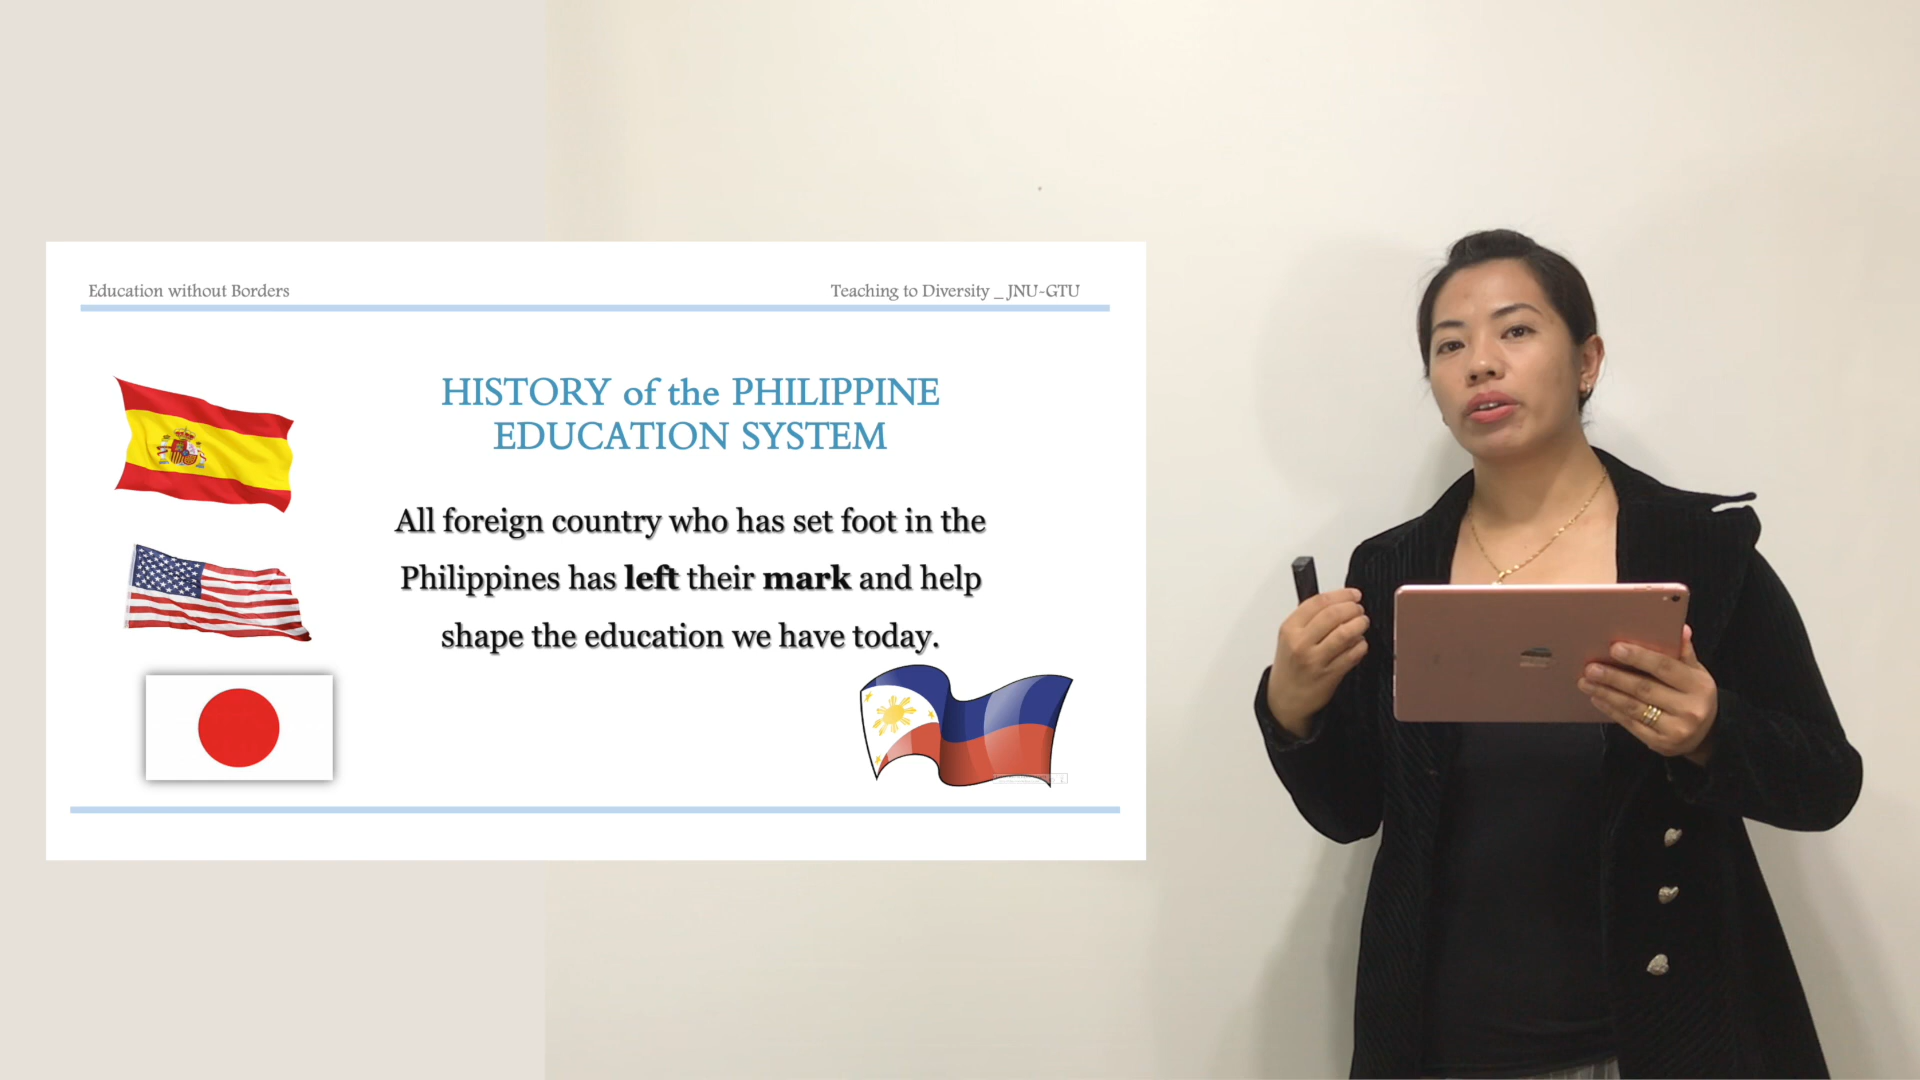 Education without Borders
Teaching to Diversity _ JNU-GTU
HISTORY of the PHILIPPINE
EDUCATION SYSTEM
All foreign country who has set foot in the
Philippines has left their mark and help
shape the education we have today.